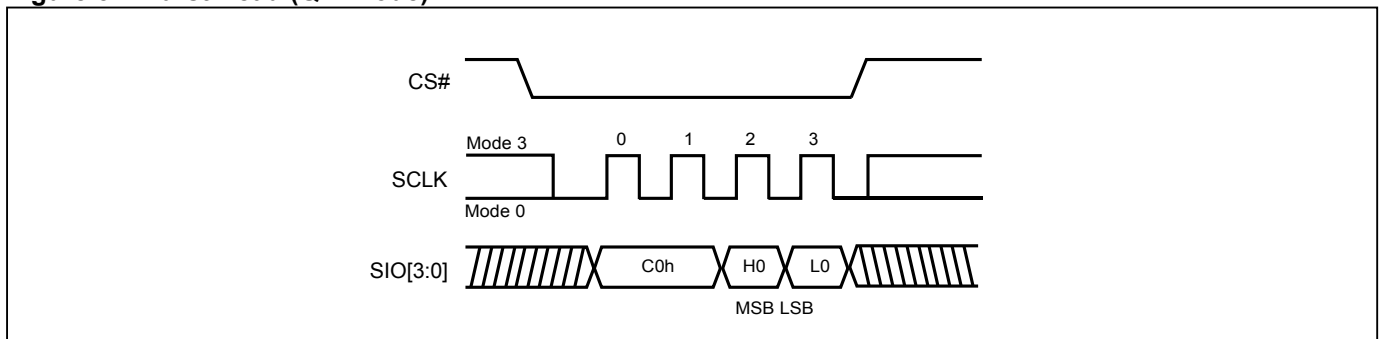 CS#
Mode 3
0 1 2 3
SCLK
Mode 0
SIO[3:0]
C0h H0 L0
MSB LSB